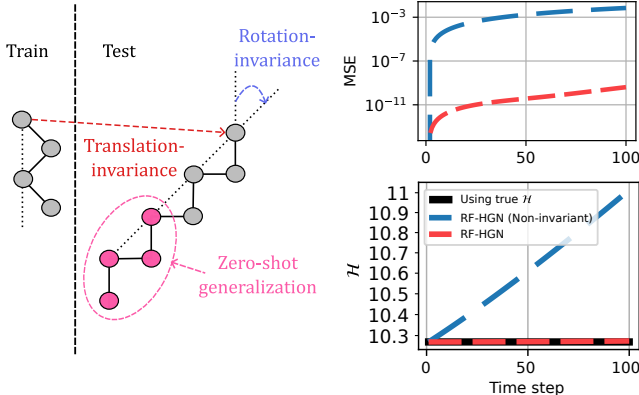 Train
Test
Rotation-
invariance
Translation-
invariance
Zero-shot
generalization
MSE
10⁻³
10⁻⁷
10⁻¹¹
0
50
100
ℋ
11
10.9
10.8
10.7
10.6
10.5
10.4
10.3
Using true ℋ
RF-HGN (Non-invariant)
RF-HGN
0
50
100
Time step